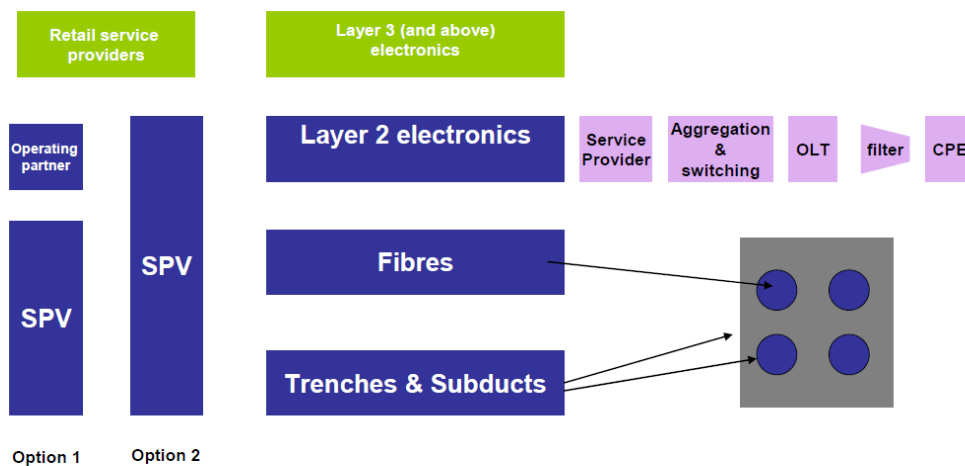 Retail service
providers
Layer 3 (and above)
electronics
Operating
partner
Layer 2 electronics
Service
Provider
Aggregation
&
switching
OLT
filter
CPE
SPV
SPV
Fibres
Trenches & Subducts
Option 1
Option 2